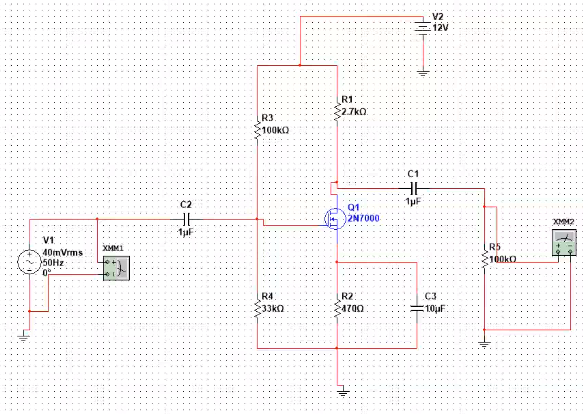 V2
12V
R1
2.7kΩ
R3
100kΩ
C1
1µF
C2
1µF
Q1
2N7000
V1
40mVrms
50Hz
0°
XMM1
XMM2
R5
100kΩ
R4
33kΩ
R2
470Ω
C3
10µF